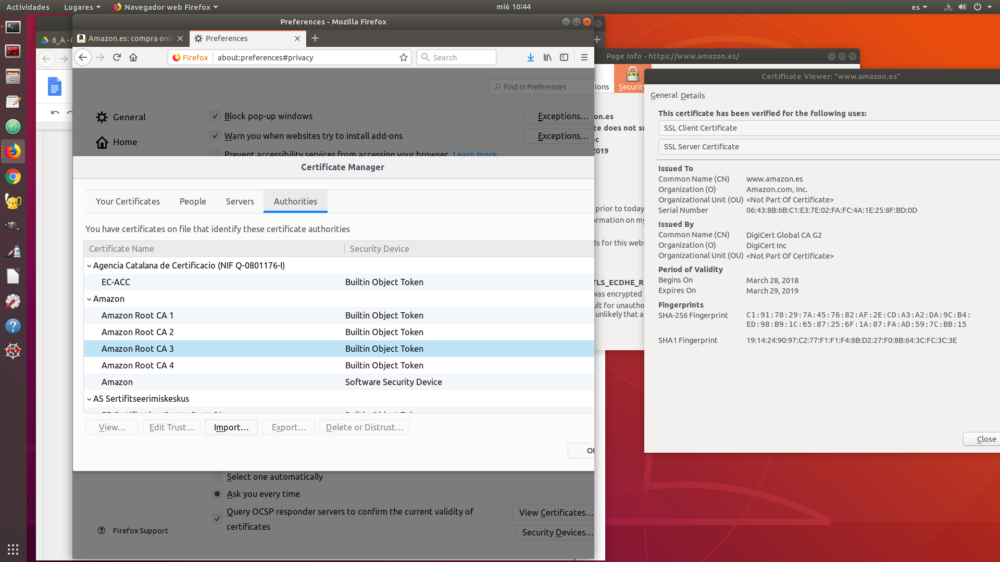 Actividades
Lugares
Navegador web Firefox
mié 10:44
es
Preferences - Mozilla Firefox
6_A - 
Amazon.es: compra onli
Preferences
Firefox
about:preferences#privacy
Search
Find in Preferences
General
Home
Block pop-up windows
Exceptions…
Warn you when websites try to install add-ons
Exceptions…
Prevent accessibility services from accessing your browser Learn more
Certificate Manager
Your Certificates
People
Servers
Authorities
You have certificates on file that identify these certificate authorities
Certificate Name
Security Device
Agencia Catalana de Certificacio (NIF Q-0801176-I)
EC-ACC
Builtin Object Token
Amazon
Amazon Root CA 1
Builtin Object Token
Amazon Root CA 2
Builtin Object Token
Amazon Root CA 3
Builtin Object Token
Amazon Root CA 4
Builtin Object Token
Amazon
Software Security Device
AS Sertifitseerimiskeskus
View…
Edit Trust…
Import…
Export…
Delete or Distrust…
OK
Select one automatically
Ask you every time
Query OCSP responder servers to confirm the current validity of
certificates
View Certificates…
Security Devices…
Firefox Support
Page Info - https://www.amazon.es/
ions
Security
on.es
te does not su
c
2019
prior to today
rmation on my
ds for this webs
TLS_ECDHE_R
was encrypted
ult for unautho
unlikely that a
Certificate Viewer: “www.amazon.es”
General
Details
This certificate has been verified for the following uses:
SSL Client Certificate
SSL Server Certificate
Issued To
Common Name (CN)
www.amazon.es
Organization (O)
Amazon.com, Inc.
Organizational Unit (OU)
<Not Part Of Certificate>
Serial Number
06:43:8B:6B:C1:E3:7E:02:FA:FC:4A:1E:25:8F:BD:0D
Issued By
Common Name (CN)
DigiCert Global CA G2
Organization (O)
DigiCert Inc
Organizational Unit (OU)
<Not Part Of Certificate>
Period of Validity
Begins On
March 28, 2018
Expires On
March 29, 2019
Fingerprints
SHA-256 Fingerprint
C1:91:78:29:7A:45:76:82:AF:2E:CD:A3:A2:DA:9C:B4:
ED:98:B9:1C:65:87:25:6F:1A:87:FA:AD:59:7C:BB:15
SHA1 Fingerprint
19:14:24:90:97:C2:77:F1:F1:F4:8B:D2:27:F0:8B:64:3C:FC:3C:3E
Close